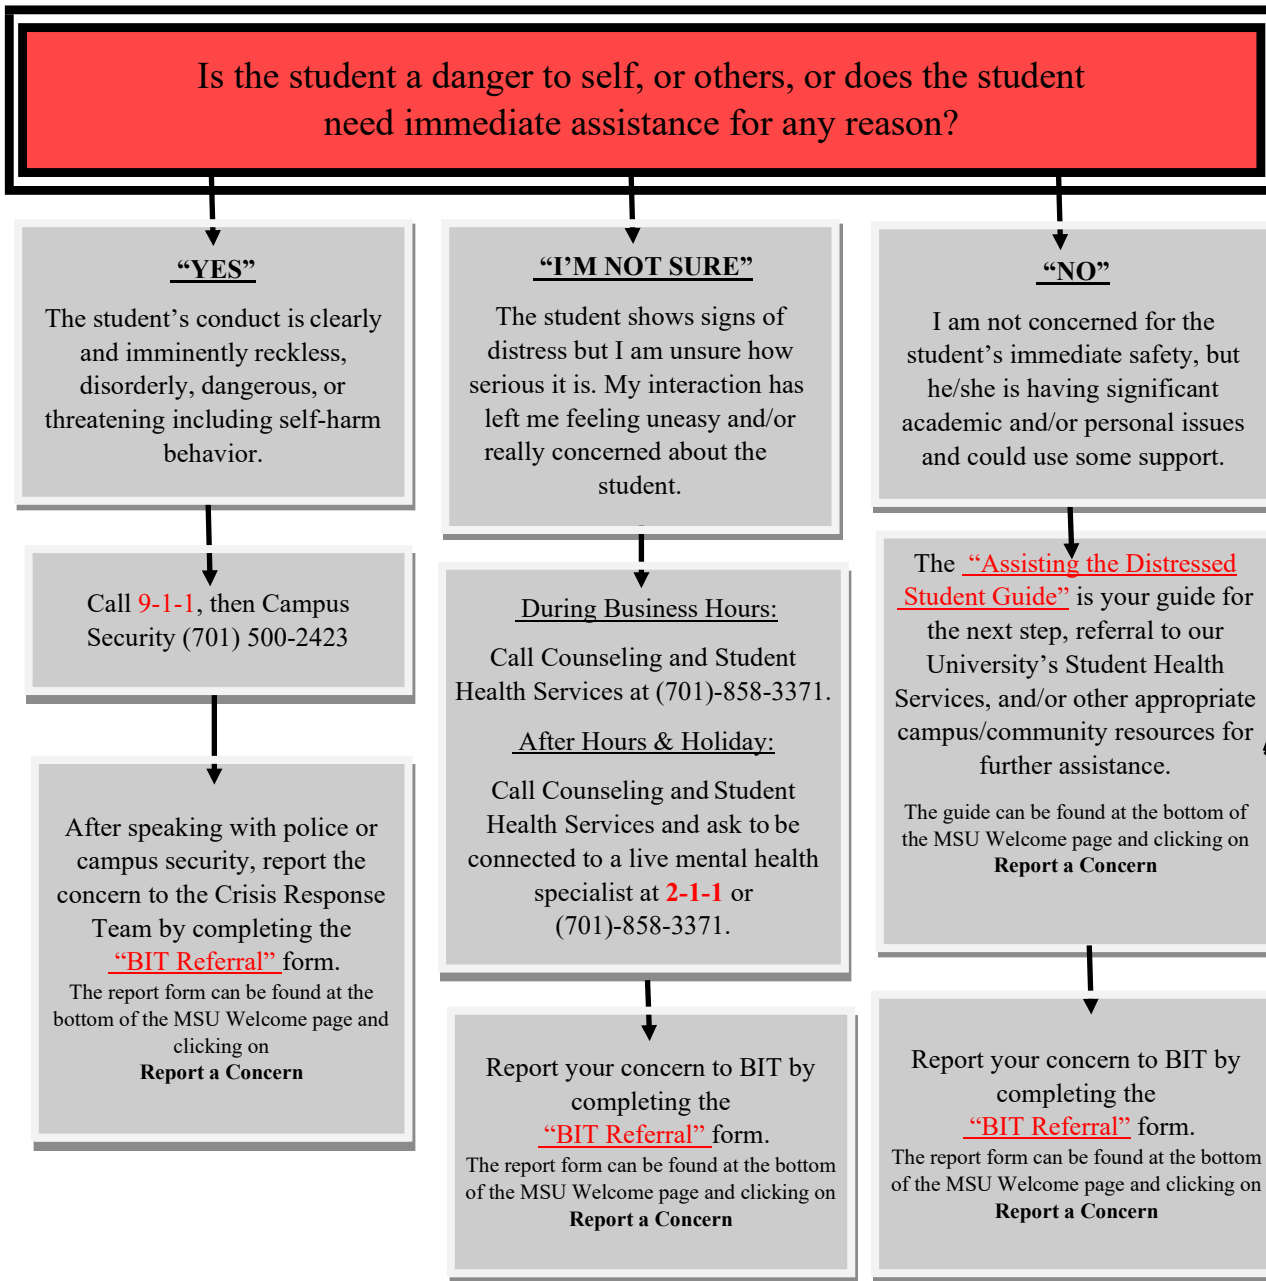 Is the student a danger to self, or others, or does the student
need immediate assistance for any reason?
“YES”
The student’s conduct is clearly
and imminently reckless,
disorderly, dangerous, or
threatening including self-harm
behavior.
Call 9-1-1, then Campus
Security (701) 500-2423
After speaking with police or
campus security, report the
concern to the Crisis Response
Team by completing the
“BIT Referral” form.
The report form can be found at the
bottom of the MSU Welcome page and
clicking on
Report a Concern
“I’M NOT SURE”
The student shows signs of
distress but I am unsure how
serious it is. My interaction has
left me feeling uneasy and/or
really concerned about the
student.
During Business Hours:
Call Counseling and Student
Health Services at (701)-858-3371.
After Hours & Holiday:
Call Counseling and Student
Health Services and ask to be
connected to a live mental health
specialist at 2-1-1 or
(701)-858-3371.
Report your concern to BIT by
completing the
“BIT Referral” form.
The report form can be found at the bottom
of the MSU Welcome page and clicking on
Report a Concern
“NO”
I am not concerned for the
student’s immediate safety, but
he/she is having significant
academic and/or personal issues
and could use some support.
The “Assisting the Distressed
Student Guide” is your guide for
the next step, referral to our
University’s Student Health
Services, and/or other appropriate
campus/community resources for
further assistance.
The guide can be found at the bottom of
the MSU Welcome page and clicking on
Report a Concern
Report your concern to BIT by
completing the
“BIT Referral” form.
The report form can be found at the bottom
of the MSU Welcome page and clicking on
Report a Concern